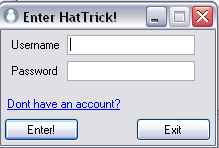 Enter HatTrick!
Username
Password
Dont have an account?
Enter! Exit